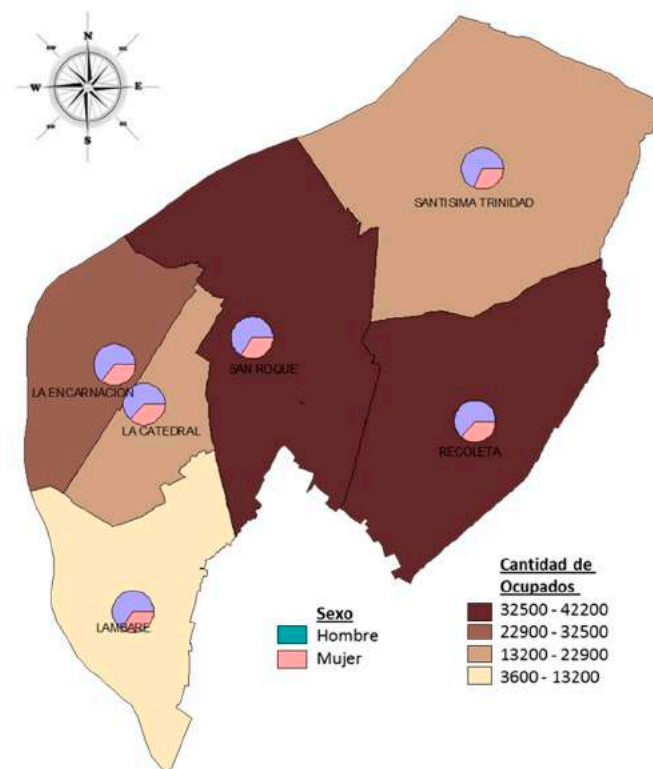 N
W
E
S
SANTISIMA TRINIDAD
SAN ROQUE
LA ENCARNACION
LA CATEDRAL
RECOLETA
LAMBARE
Sexo
Hombre
Mujer
Cantidad de
Ocupados
32500 - 42200
22900 - 32500
13200 - 22900
3600 - 13200